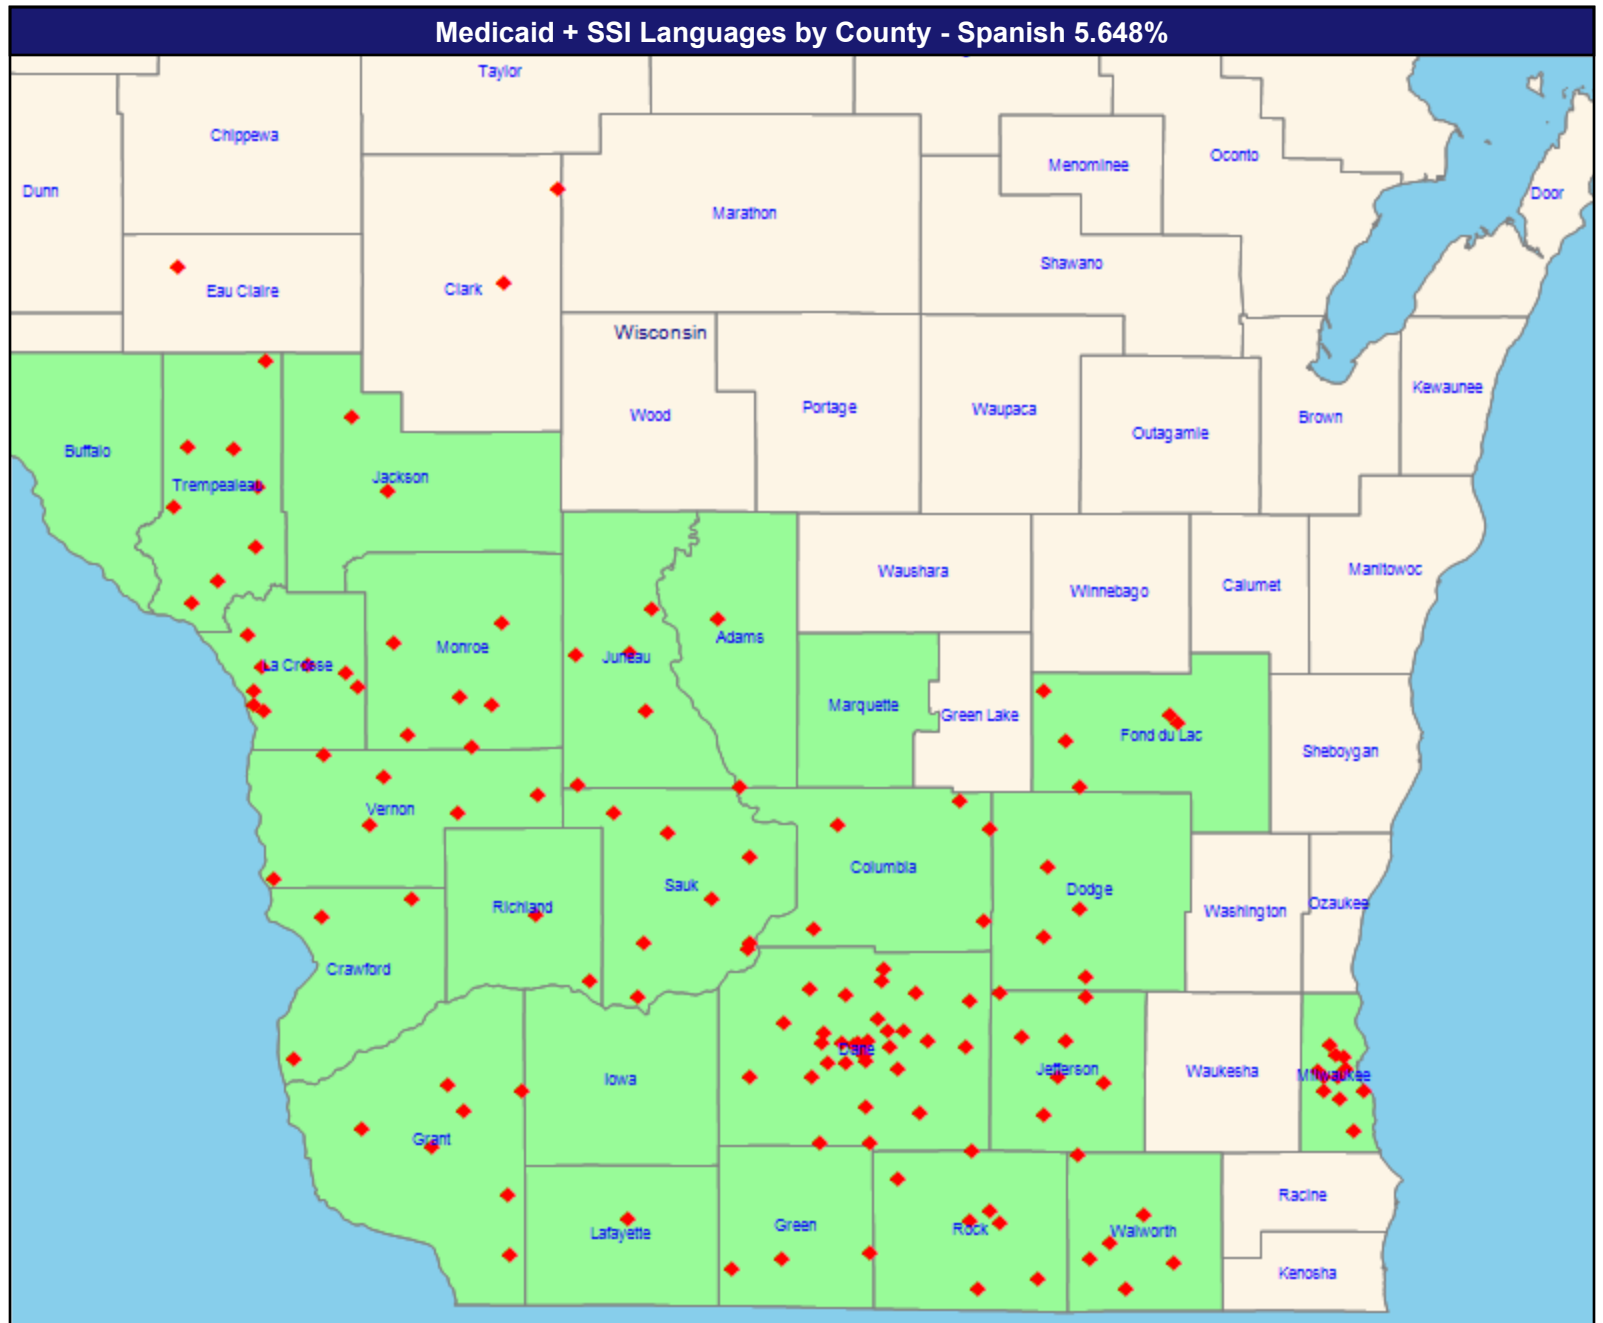 Medicaid + SSI Languages by County - Spanish 5.648%
Taylor
Chippewa
Oconto
Menominee
Dunn
Door
Marathon
Shawano
Eau Claire
Clark
Wisconsin
Kewaunee
Portage
Waupaca
Wood
Brown
Outagamie
Buffalo
Jackson
Trempealeau
Waushara
Manitowoc
Calumet
Winnebago
Adams
Monroe
Juneau
La Crosse
Marquette
Green Lake
Fond du Lac
Sheboygan
Vernon
Columbia
Sauk
Dodge
Ozaukee
Richland
Washington
Crawford
Dane
Jefferson
Waukesha
Milwaukee
Iowa
Grant
Racine
Green
Rock
Walworth
Lafayette
Kenosha